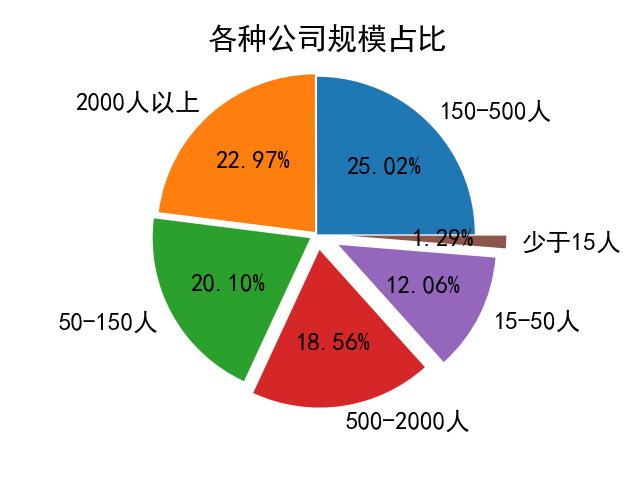 各种公司规模占比
2000人以上
150-500人
22.97%
25.02%
1.29%
少于15人
20.10%
12.06%
50-150人
15-50人
18.56%
500-2000人